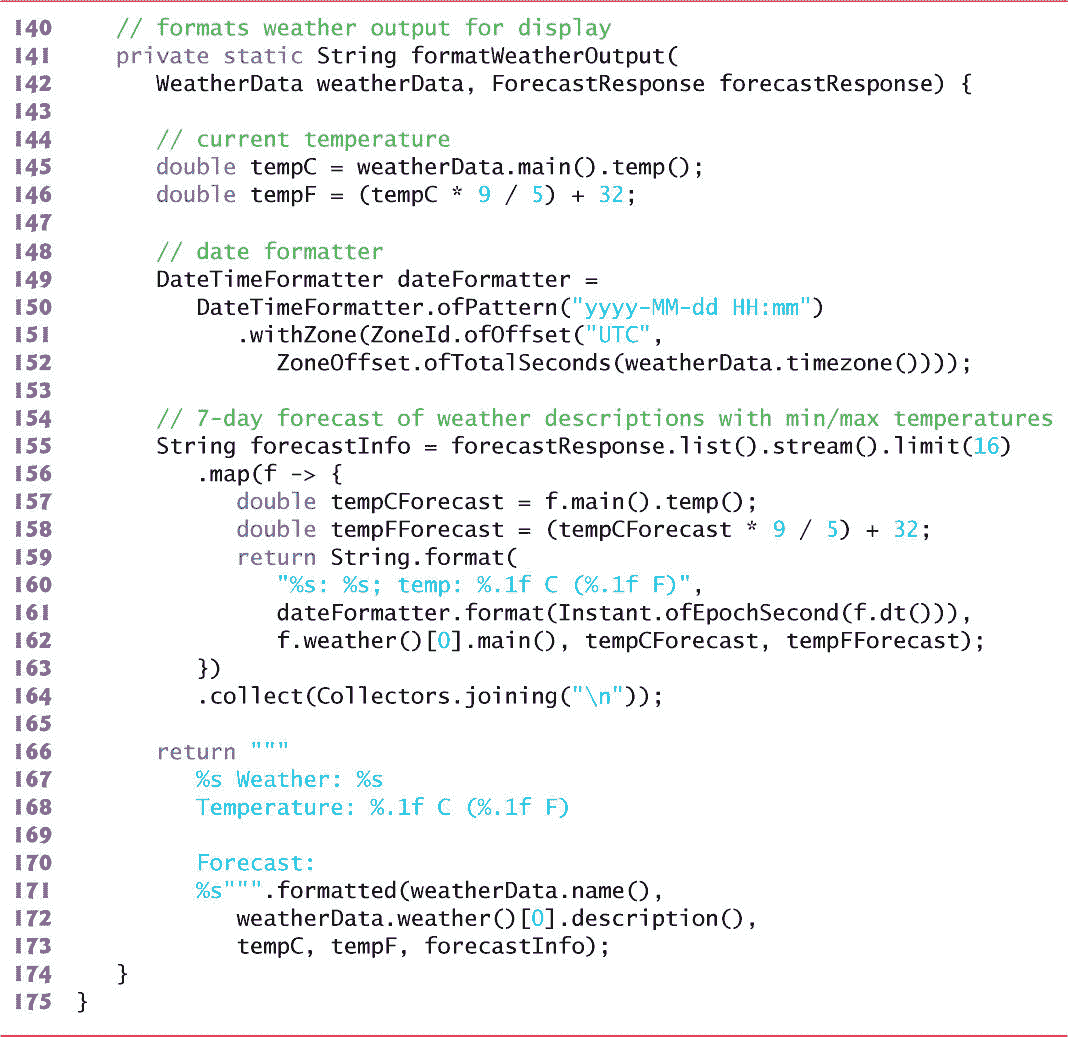 140 // formats weather output for display
141 private static String formatWeatherOutput(
142 WeatherData weatherData, ForecastResponse forecastResponse) {
143
144 // current temperature
145 double tempC = weatherData.main().temp();
146 double tempF = (tempC * 9 / 5) + 32;
147
148 // date formatter
149 DateTimeFormatter dateFormatter =
150 DateTimeFormatter.ofPattern("yyyy-MM-dd HH:mm")
151 .withZone(ZoneId.ofOffset("UTC",
152 ZoneOffset.ofTotalSeconds(weatherData.timezone())));
153
154 // 7-day forecast of weather descriptions with min/max temperatures
155 String forecastInfo = forecastResponse.list().stream().limit(16)
156 .map(f -> {
157 double tempCForecast = f.main().temp();
158 double tempFForecast = (tempCForecast * 9 / 5) + 32;
159 return String.format(
160 "%s: %s; temp: %.1f C (%.1f F)",
161 dateFormatter.format(Instant.ofEpochSecond(f.dt())),
162 f.weather()[0].main(), tempCForecast, tempFForecast);
163 })
164 .collect(Collectors.joining("\n"));
165
166 return """
167 %s Weather: %s
168 Temperature: %.1f C (%.1f F)
169
170 Forecast:
171 %s""".formatted(weatherData.name(),
172 weatherData.weather()[0].description(),
173 tempC, tempF, forecastInfo);
174 }
175 }